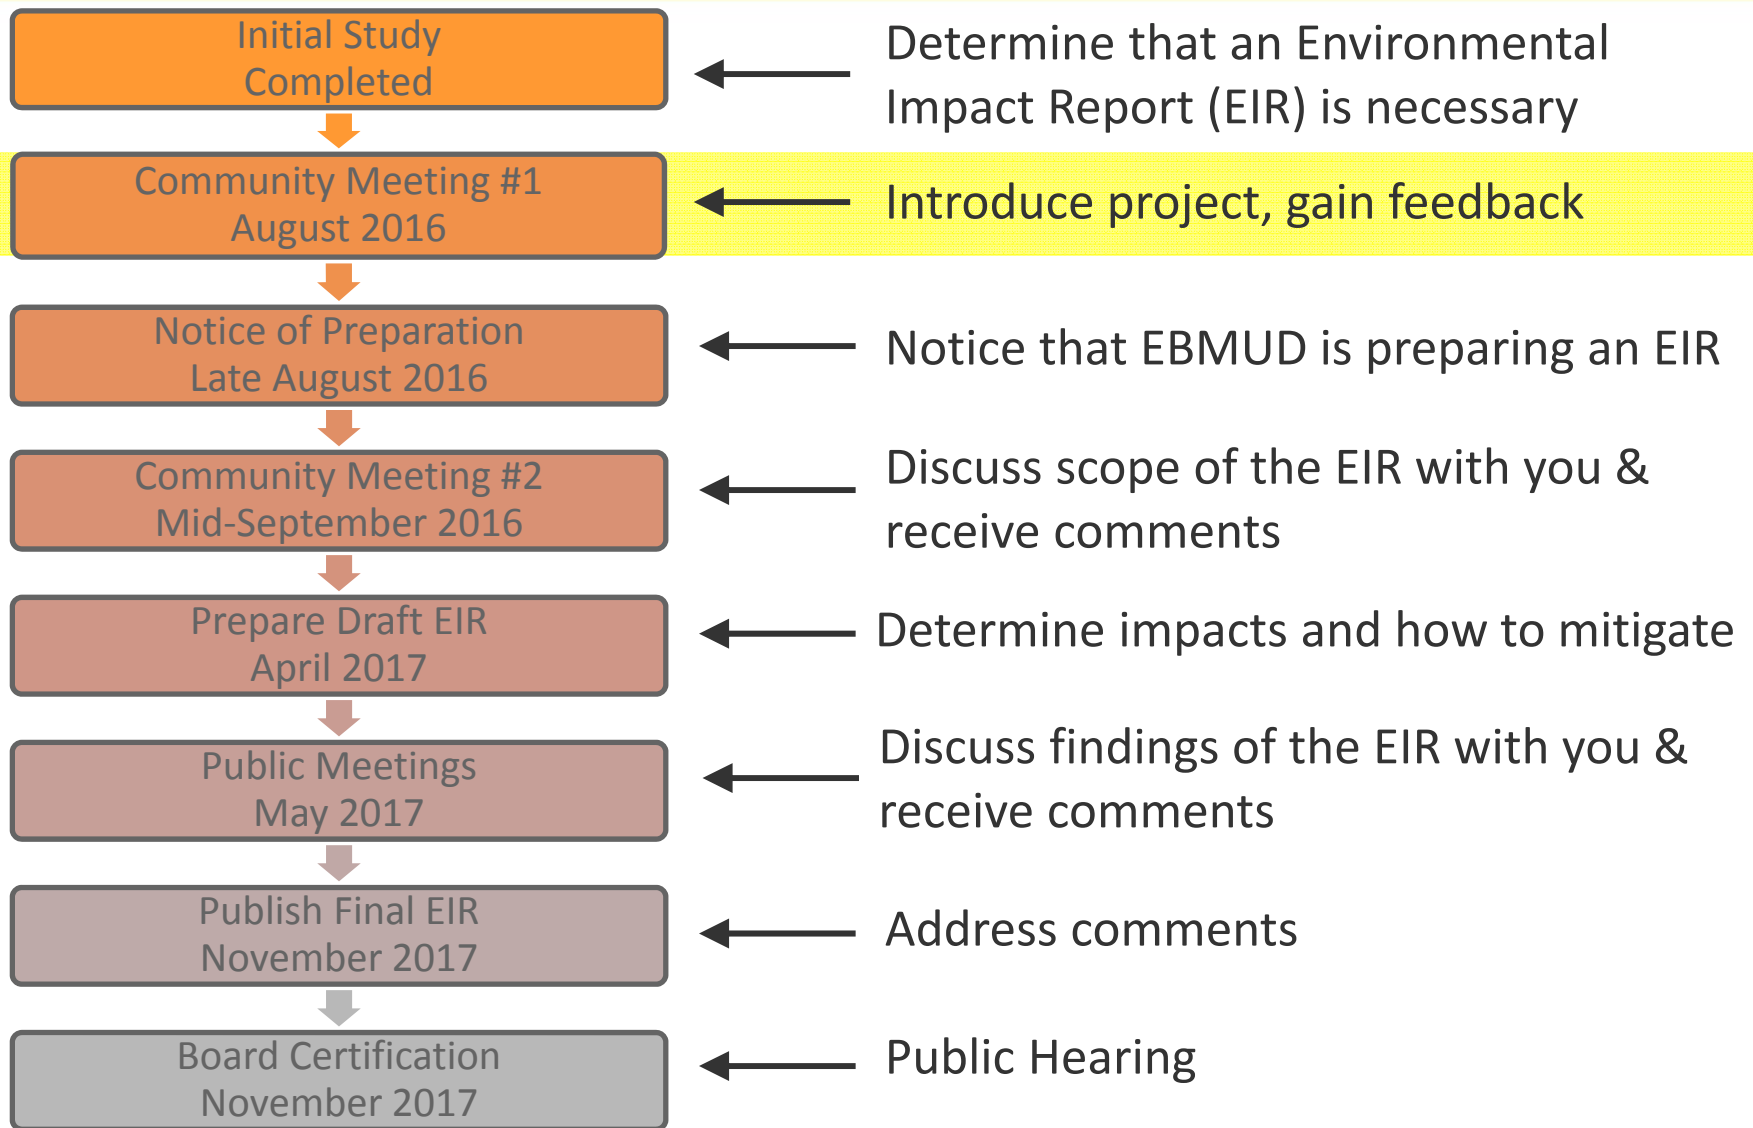 Initial Study
Completed
Determine that an Environmental
Impact Report (EIR) is necessary
Community Meeting #1
August 2016
Introduce project, gain feedback
Notice of Preparation
Late August 2016
Notice that EBMUD is preparing an EIR
Community Meeting #2
Mid-September 2016
Discuss scope of the EIR with you &
receive comments
Prepare Draft EIR
April 2017
Determine impacts and how to mitigate
Public Meetings
May 2017
Discuss findings of the EIR with you &
receive comments
Publish Final EIR
November 2017
Address comments
Board Certification
November 2017
Public Hearing